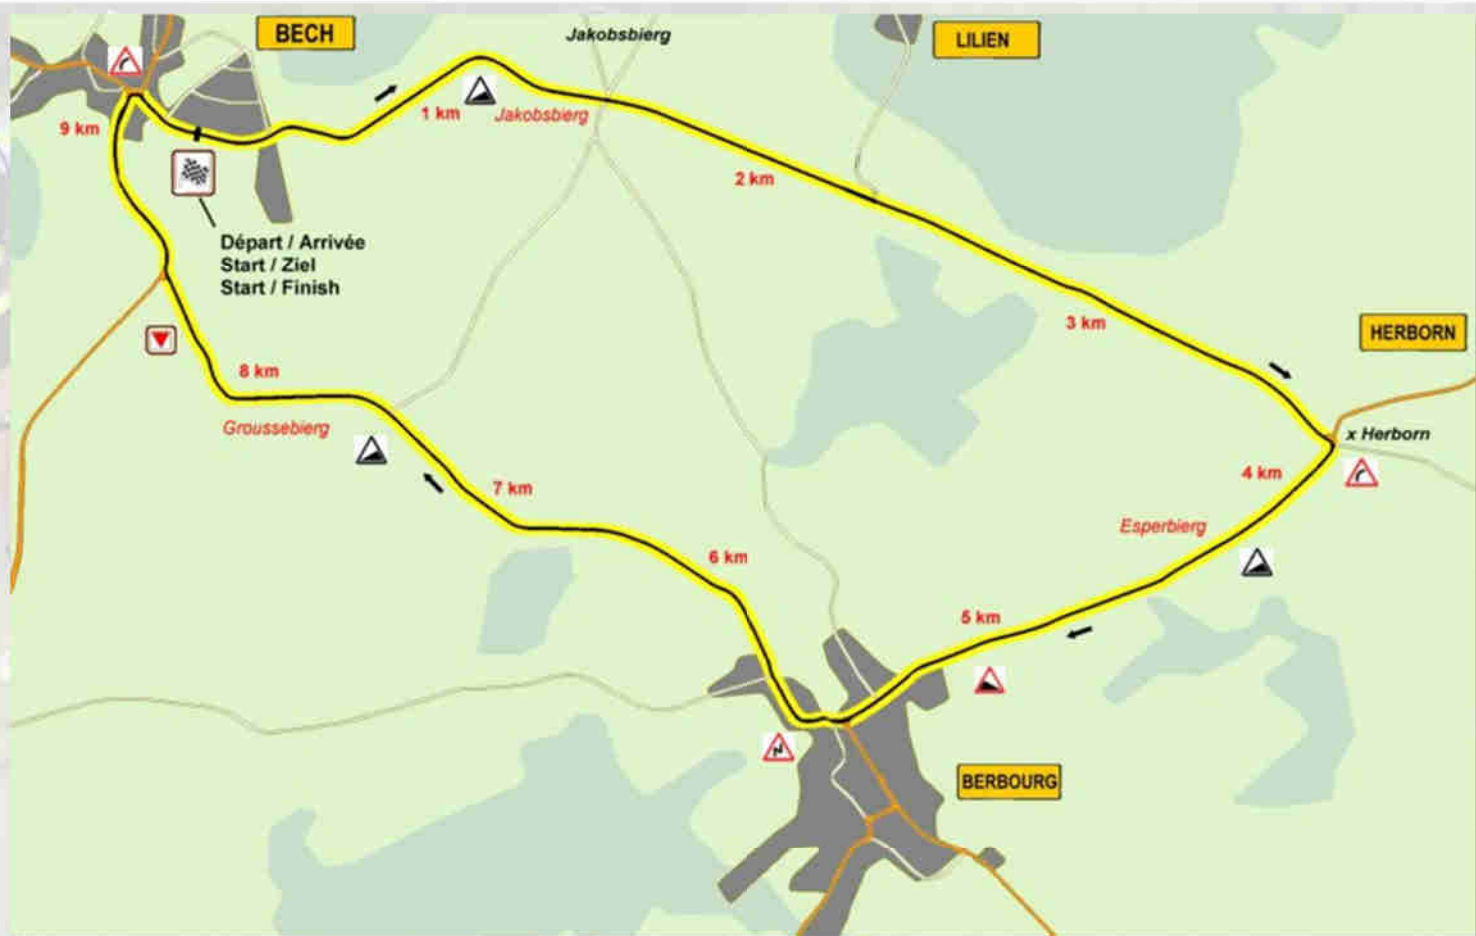 BECH
Jakobsbierg
LILIEN
1 km
Jakobsbierg
9 km
2 km
Départ / Arrivée
Start / Ziel
Start / Finish
3 km
HERBORN
8 km
Groussebierg
x Herborn
4 km
7 km
Esperbierg
6 km
5 km
BERBOURG